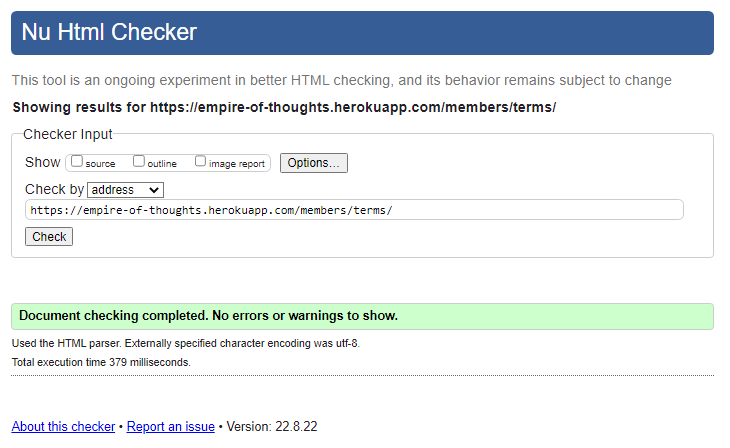 Nu Html Checker
This tool is an ongoing experiment in better HTML checking, and its behavior remains subject to change
Showing results for https://empire-of-thoughts.herokuapp.com/members/terms/
Checker Input
Show source outline image report Options...
Check by address
https://empire-of-thoughts.herokuapp.com/members/terms/
Check
Document checking completed. No errors or warnings to show.
Used the HTML parser. Externally specified character encoding was utf-8.
Total execution time 379 milliseconds.
About this checker • Report an issue • Version: 22.8.22